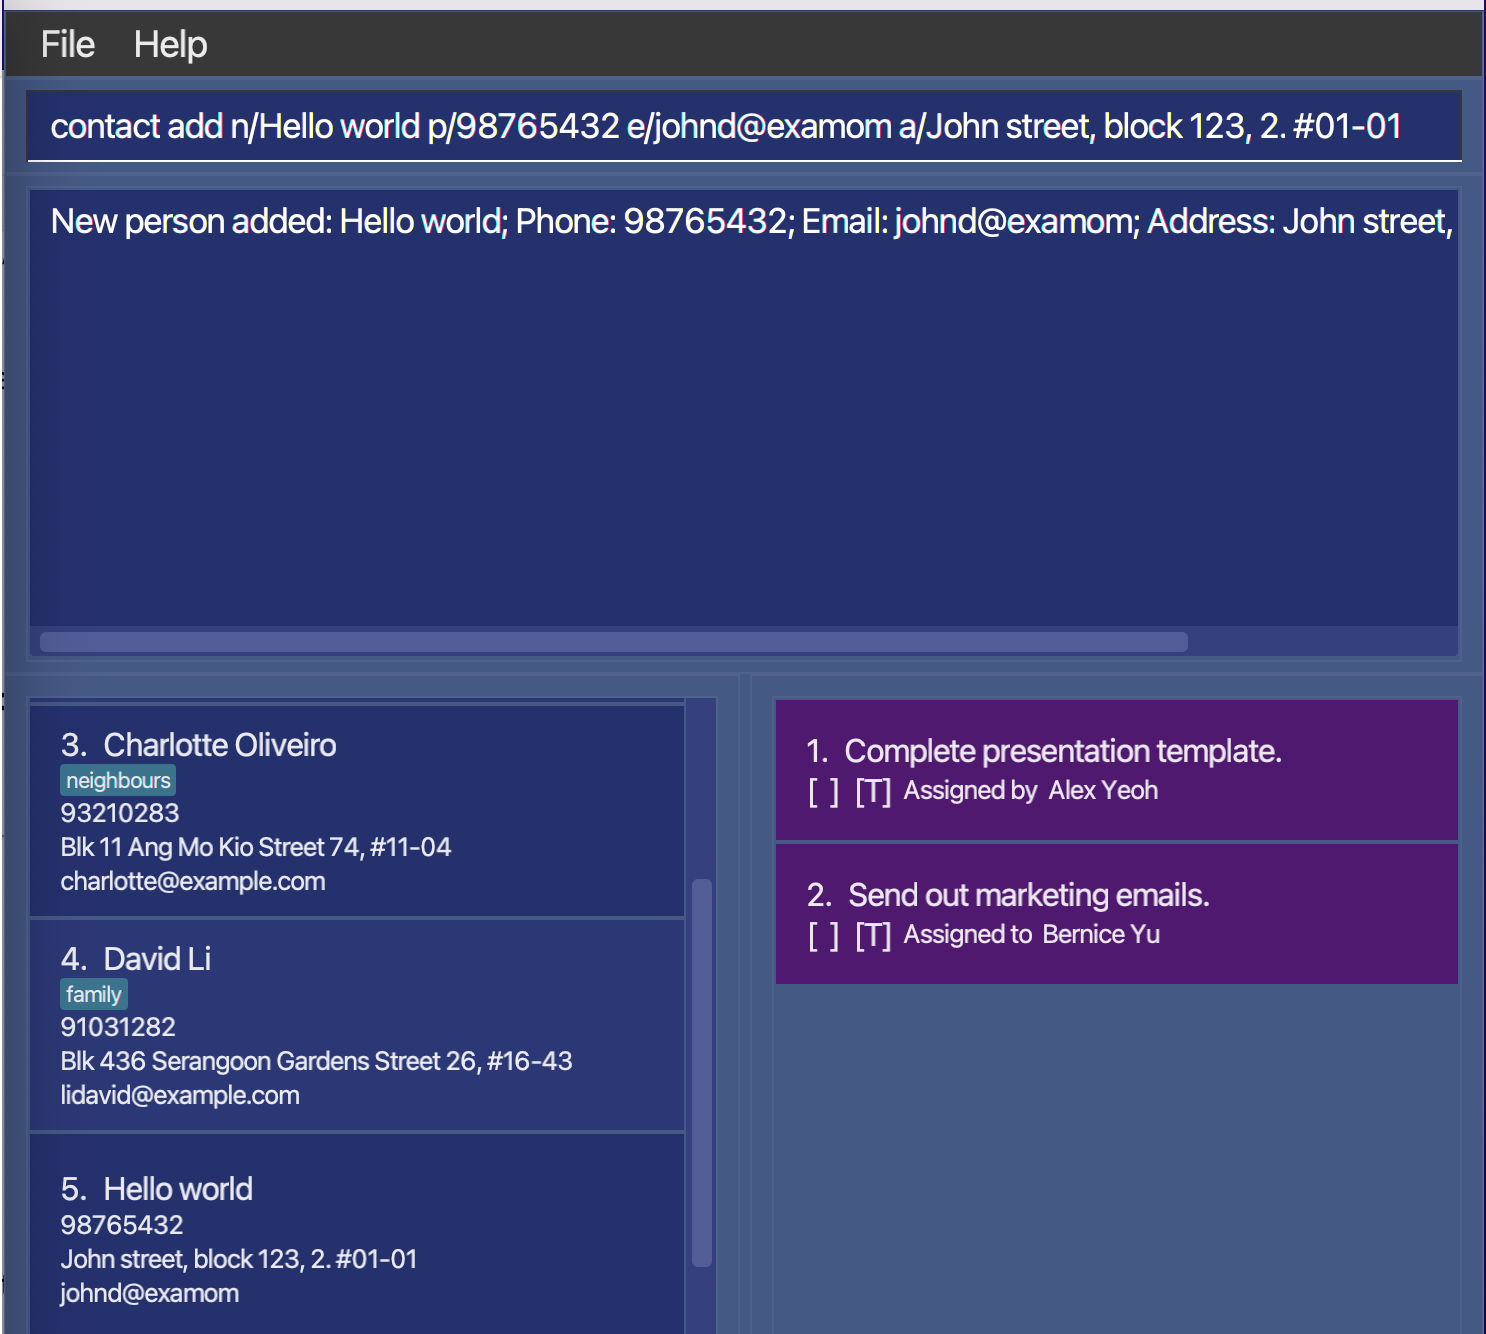 File Help
contact add n/Hello world p/98765432 e/johnd@examom a/John street, block 123, 2. #01-01
New person added: Hello world; Phone: 98765432; Email: johnd@examom; Address: John street,
3. Charlotte Oliveiro
neighbours
93210283
Blk 11 Ang Mo Kio Street 74, #11-04
charlotte@example.com
4. David Li
family
91031282
Blk 436 Serangoon Gardens Street 26, #16-43
lidavid@example.com
5. Hello world
98765432
John street, block 123, 2. #01-01
johnd@examom
1. Complete presentation template.
[ ] [T] Assigned by Alex Yeoh
2. Send out marketing emails.
[ ] [T] Assigned to Bernice Yu